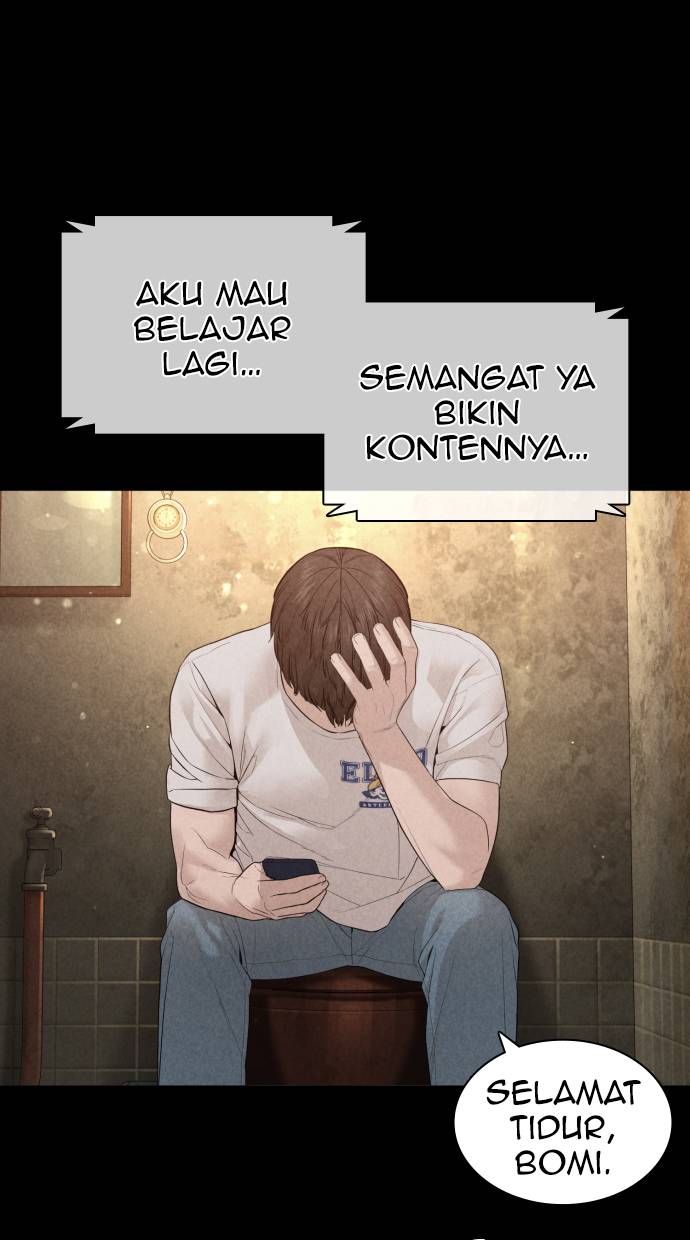 AKU MAU
BELAJAR
LAGI...
SEMANGAT YA
BIKIN
KONTENNYA...
SELAMAT
TIDUR,
BOMI.